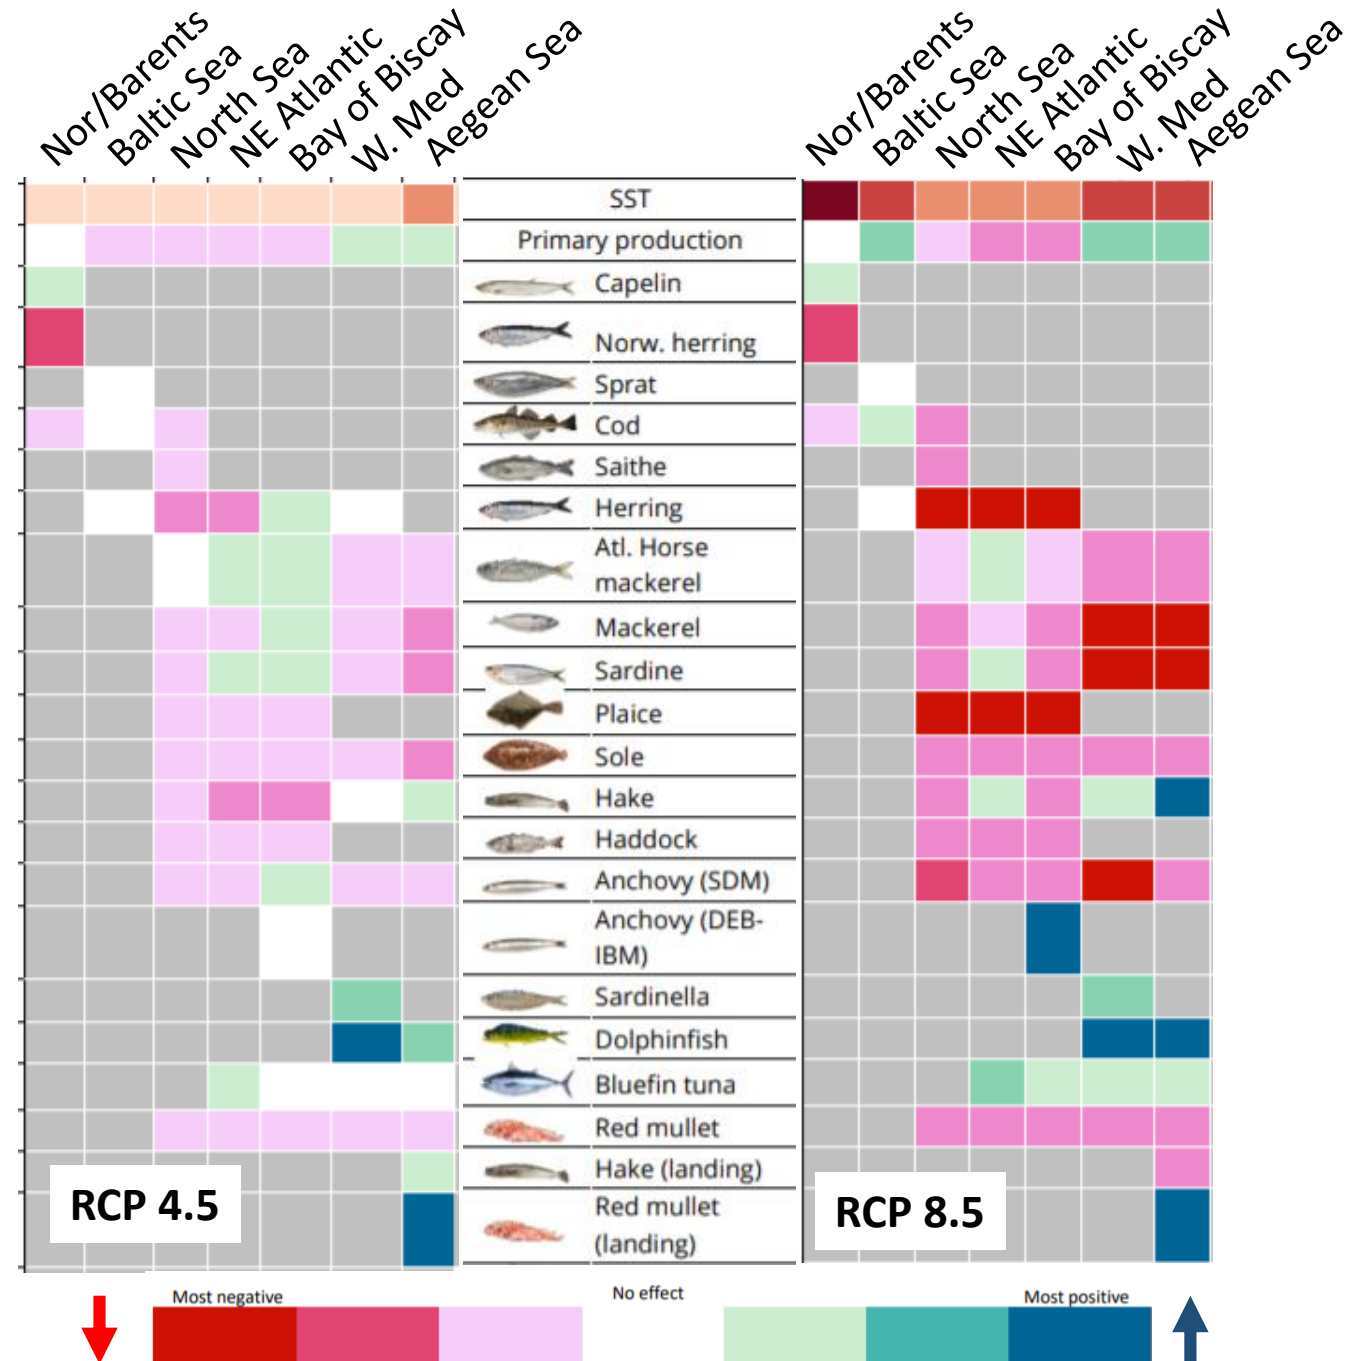 Nor/Barents
Baltic Sea
North Sea
NE Atlantic
Bay of Biscay
W. Med
Aegean Sea
Nor/Barents
Baltic Sea
North Sea
NE Atlantic
Bay of Biscay
W. Med
Aegean Sea
SST
Primary production
Capelin
Norw. herring
Sprat
Cod
Saithe
Herring
Atl. Horse
mackerel
Mackerel
Sardine
Plaice
Sole
Hake
Haddock
Anchovy (SDM)
Anchovy (DEB-
IBM)
Sardinella
Dolphinfish
Bluefin tuna
Red mullet
Hake (landing)
Red mullet
(landing)
RCP 4.5
RCP 8.5
Most negative
No effect
Most positive